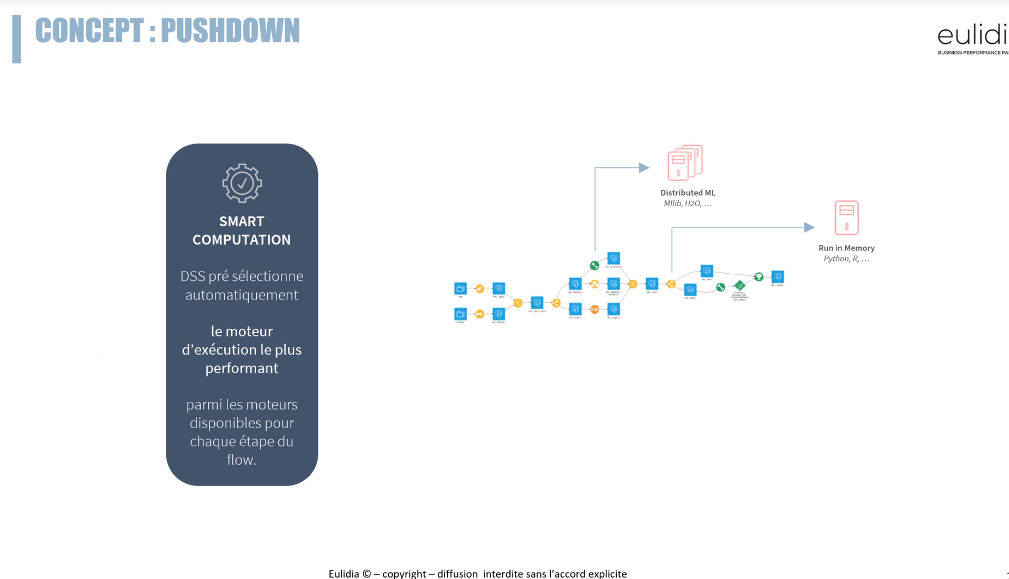 CONCEPT : PUSHDOWN
eulidi
BUSINESS PERFORMANCE PA
SMART
COMPUTATION
DSS pré sélectionne
automatiquement
le moteur
d'exécution le plus
performant
parmi les moteurs
disponibles pour
chaque étape du
flow.
Distributed ML
Mllib, H2O, …
Run in Memory
Python, R, …
Eulidia © – copyright – diffusion interdite sans l'accord explicite